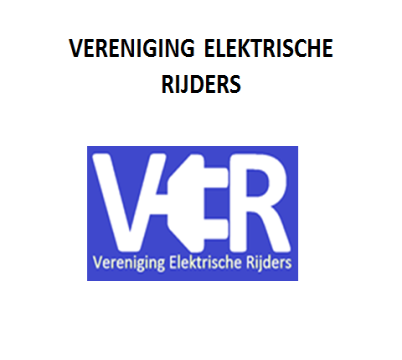 VERENIGING ELEKTRISCHE
RIJDERS
VER
Vereniging Elektrische Rijders